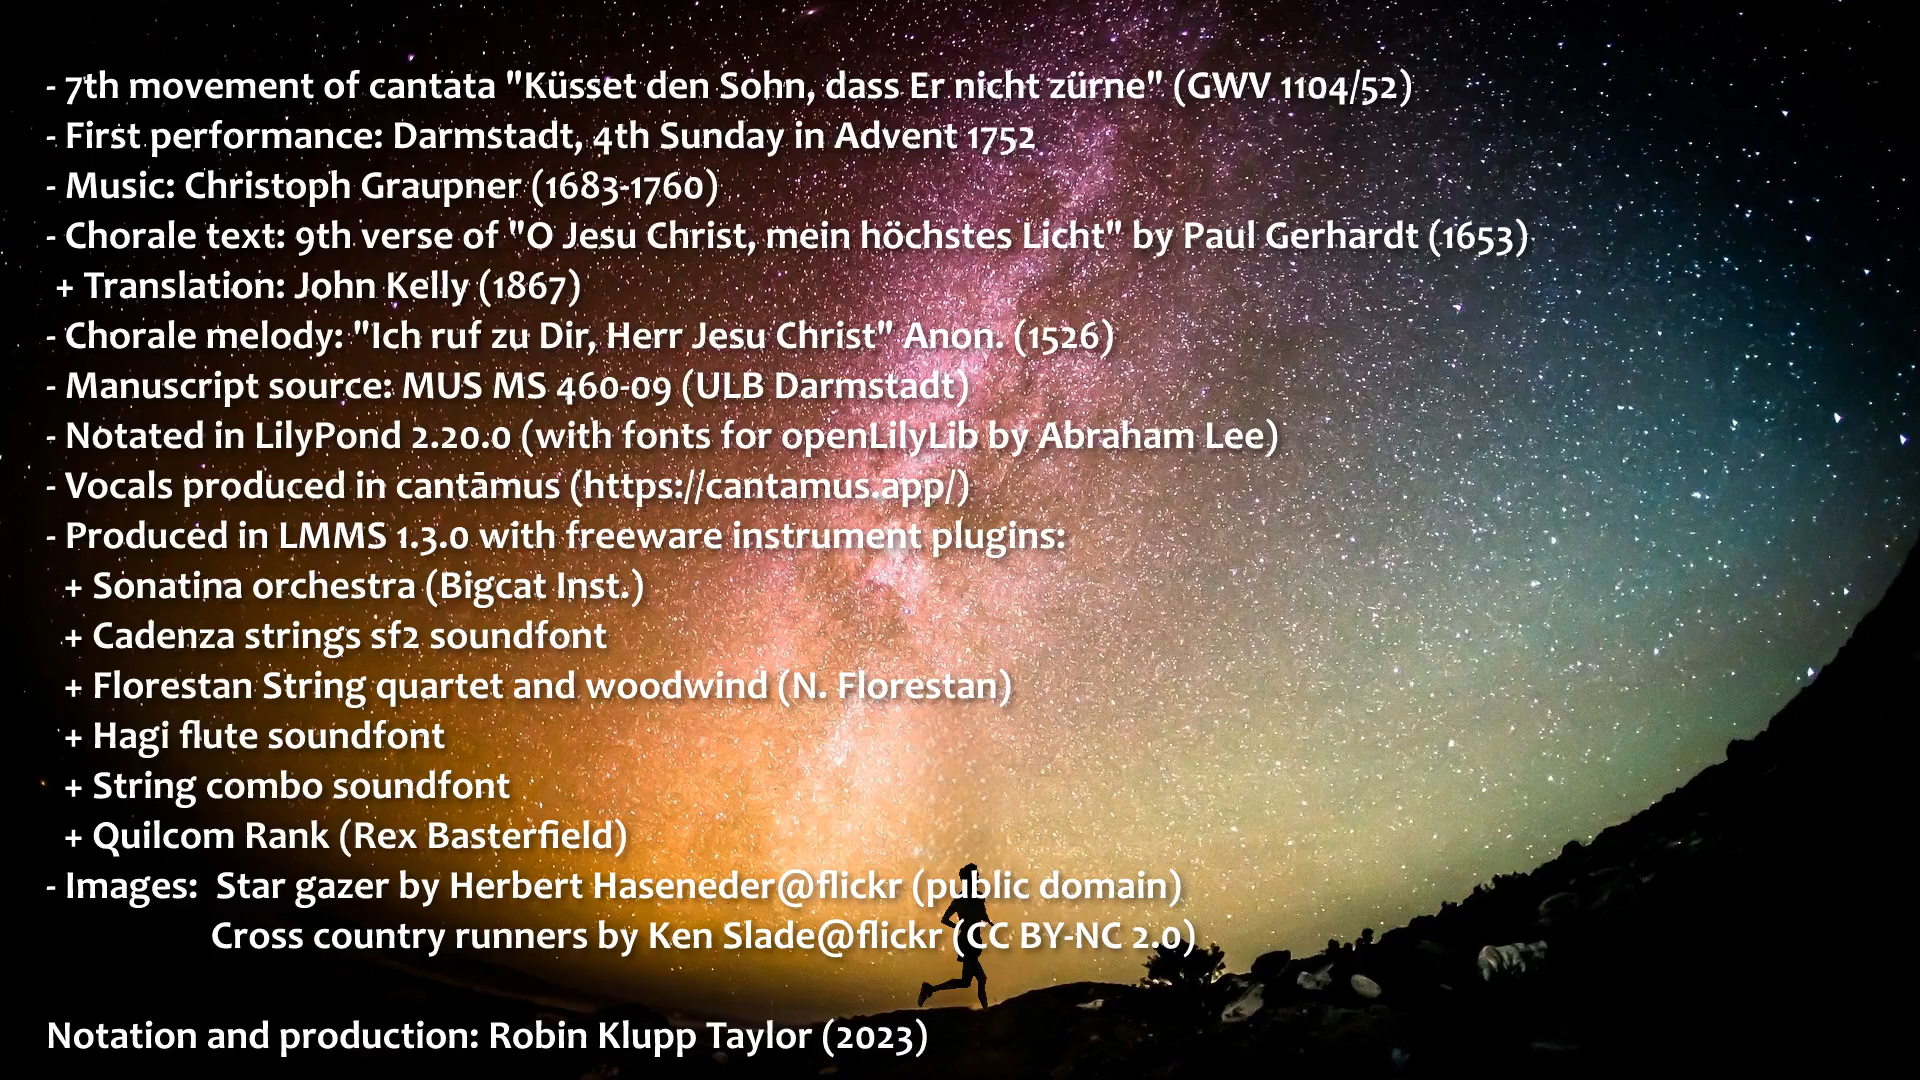 - 7th movement of cantata "Küsset den Sohn, dass Er nicht zürne" (GWV 1104/52)
- First performance: Darmstadt, 4th Sunday in Advent 1752
- Music: Christoph Graupner (1683-1760)
- Chorale text: 9th verse of "O Jesu Christ, mein höchstes Licht" by Paul Gerhardt (1653)
+ Translation: John Kelly (1867)
- Chorale melody: "Ich ruf zu Dir, Herr Jesu Christ" Anon. (1526)
- Manuscript source: MUS MS 460-09 (ULB Darmstadt)
- Notated in LilyPond 2.20.0 (with fonts for openLilyLib by Abraham Lee)
- Vocals produced in cantāmus (https://cantamus.app/)
- Produced in LMMS 1.3.0 with freeware instrument plugins:
+ Sonatina orchestra (Bigcat Inst.)
+ Cadenza strings sf2 soundfont
+ Florestan String quartet and woodwind (N. Florestan)
+ Hagi flute soundfont
+ String combo soundfont
+ Quilcom Rank (Rex Basterfield)
- Images: Star gazer by Herbert Haseneder@flickr (public domain)
Cross country runners by Ken Slade@flickr (CC BY-NC 2.0)
Notation and production: Robin Klupp Taylor (2023)